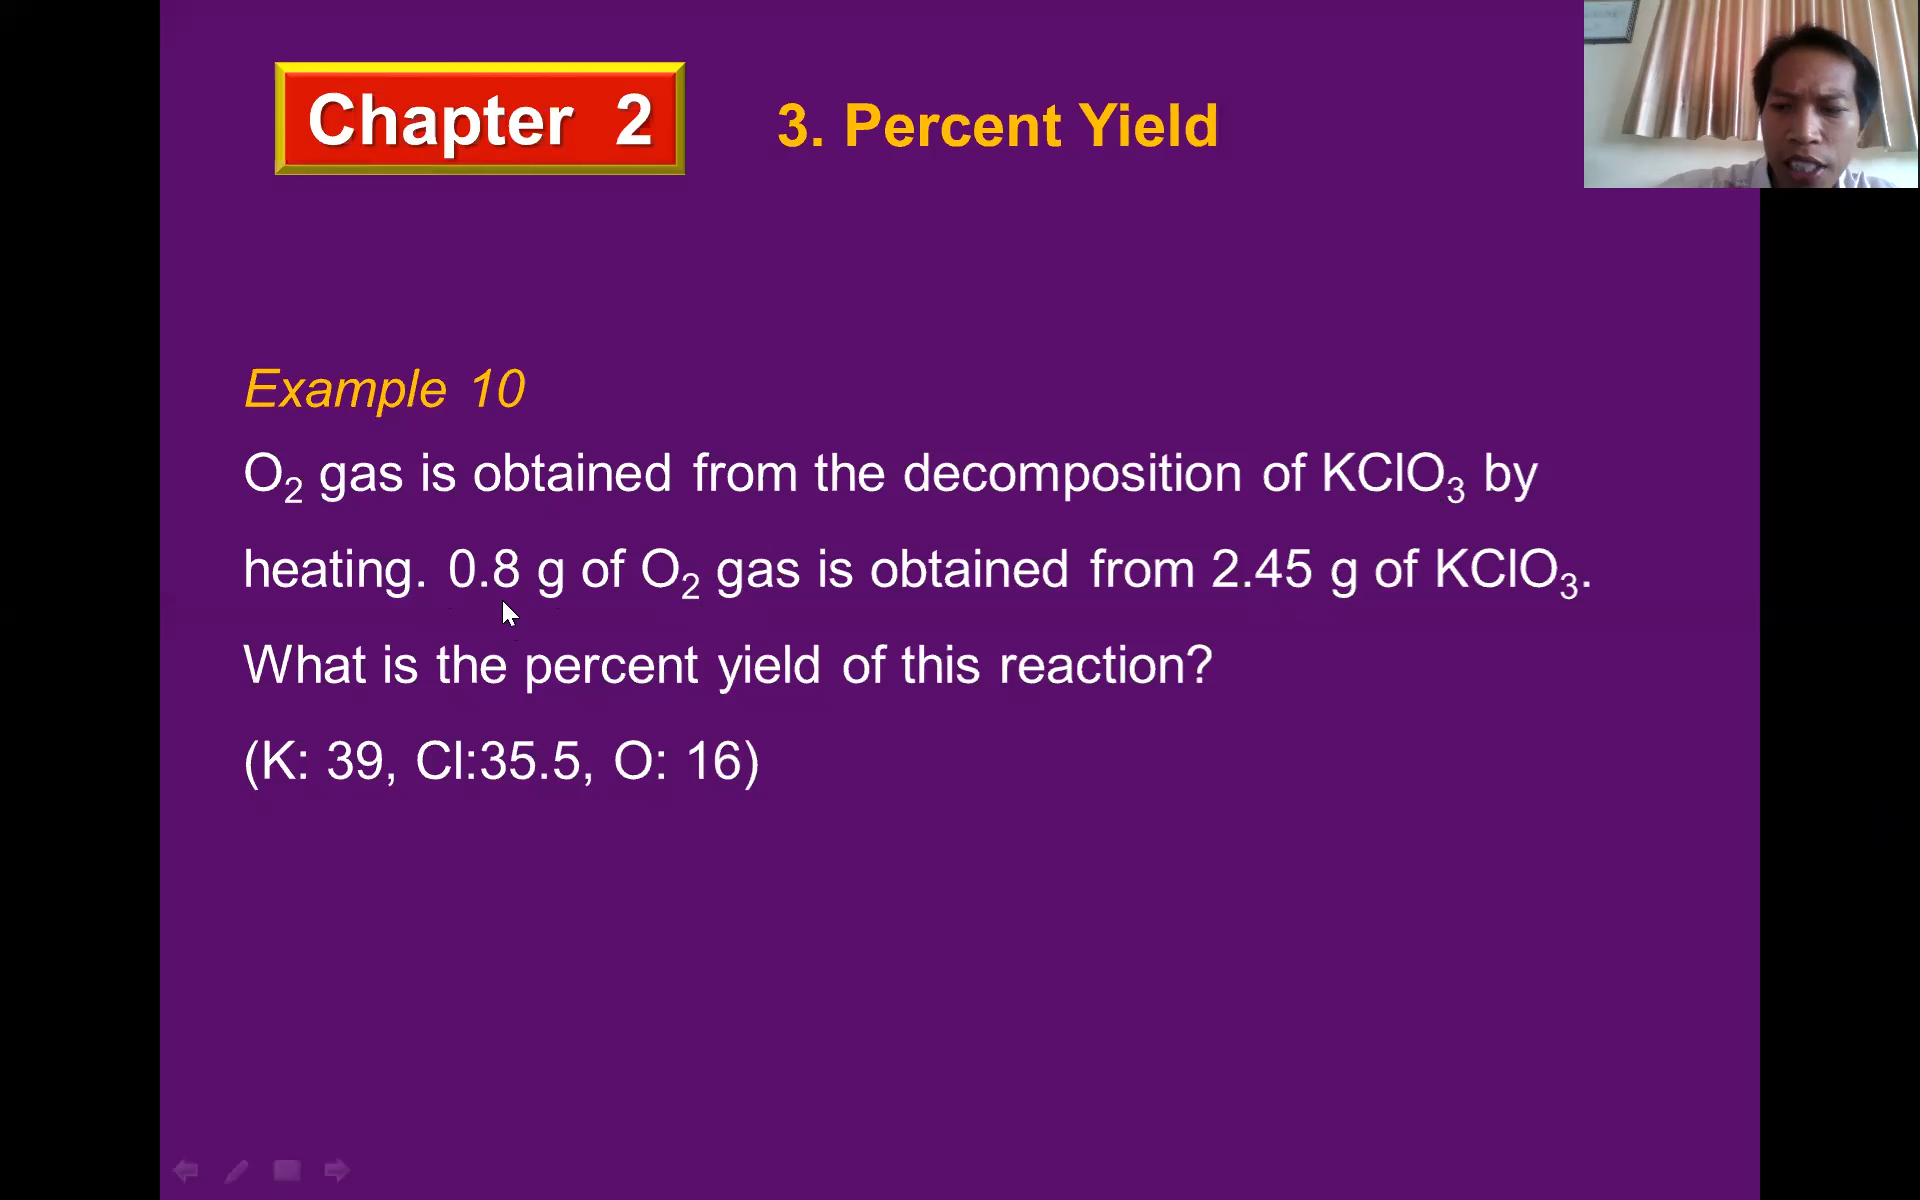 Chapter 2
3. Percent Yield
Example 10
O₂ gas is obtained from the decomposition of KClO₃ by
heating. 0.8 g of O₂ gas is obtained from 2.45 g of KClO₃.
What is the percent yield of this reaction?
(K: 39, Cl:35.5, O: 16)